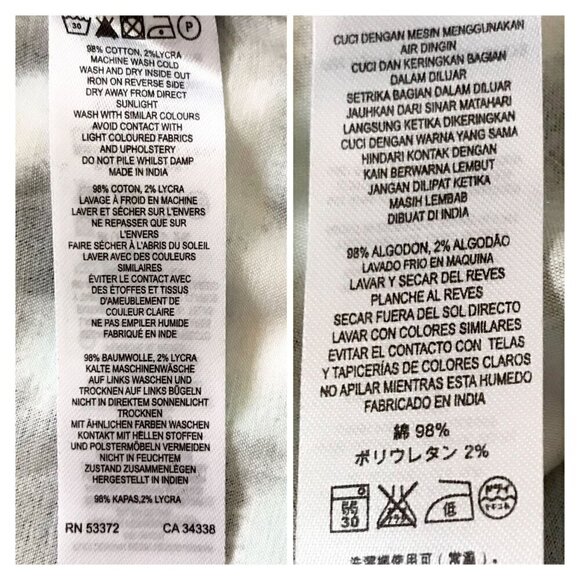 30 P
98% COTTON, 2%LYCRA
MACHINE WASH COLD
WASH AND DRY INSIDE OUT
IRON ON REVERSE SIDE
DRY AWAY FROM DIRECT
SUNLIGHT
WASH WITH SIMILAR COLOURS
AVOID CONTACT WITH
LIGHT COLOURED FABRICS
AND UPHOLSTERY
DO NOT PILE WHILST DAMP
MADE IN INDIA
98% COTON, 2% LYCRA
LAVAGE À FROID EN MACHINE
LAVER ET SÉCHER SUR L'ENVERS
NE REPASSER QUE SUR
L'ENVERS
FAIRE SÉCHER À L'ABRIS DU SOLEIL
LAVER AVEC DES COULEURS
SIMILAIRES
ÉVITER LE CONTACT AVEC
DES ÉTOFFES ET TISSUS
D'AMEUBLEMENT DE
COULEUR CLAIRE
NE PAS EMPILER HUMIDE
FABRIQUÉ EN INDE
98% BAUMWOLLE, 2% LYCRA
KALTE MASCHINENWÄSCHE
AUF LINKS WASCHEN UND
TROCKNEN AUF LINKS BÜGELN
NICHT IN DIREKTEM SONNENLICHT
TROCKNEN
MIT ÄHNLICHEN FARBEN WASCHEN
KONTAKT MIT HELLEN STOFFEN
UND POLSTERMÖBELN VERMEIDEN
NICHT IN FEUCHTEM
ZUSTAND ZUSAMMENLEGEN
HERGESTELLT IN INDIEN
98% KAPAS,2% LYCRA
RN 53372 CA 34338
CUCI DENGAN MESIN MENGGUNAKAN
AIR DINGIN
CUCI DAN KERINGKAN BAGIAN
DALAM DILUAR
SETRIKA BAGIAN DALAM DILUAR
JAUHKAN DARI SINAR MATAHARI
LANGSUNG KETIKA DIKERINGKAN
CUCI DENGAN WARNA YANG SAMA
HINDARI KONTAK DENGAN
KAIN BERWARNA LEMBUT
JANGAN DILIPAT KETIKA
MASIH LEMBAB
DIBUAT DI INDIA
98% ALGODON, 2% ALGODÃO
LAVADO FRIO EN MAQUINA
LAVAR Y SECAR DEL REVES
PLANCHE AL REVES
SECAR FUERA DEL SOL DIRECTO
LAVAR CON COLORES SIMILARES
EVITAR EL CONTACTO CON TELAS
Y TAPICERÍAS DE COLORES CLAROS
NO APILAR MIENTRAS ESTA HUMEDO
FABRICADO EN INDIA
綿 98%
ポリウレタン 2%
弱 30 低 ドライ